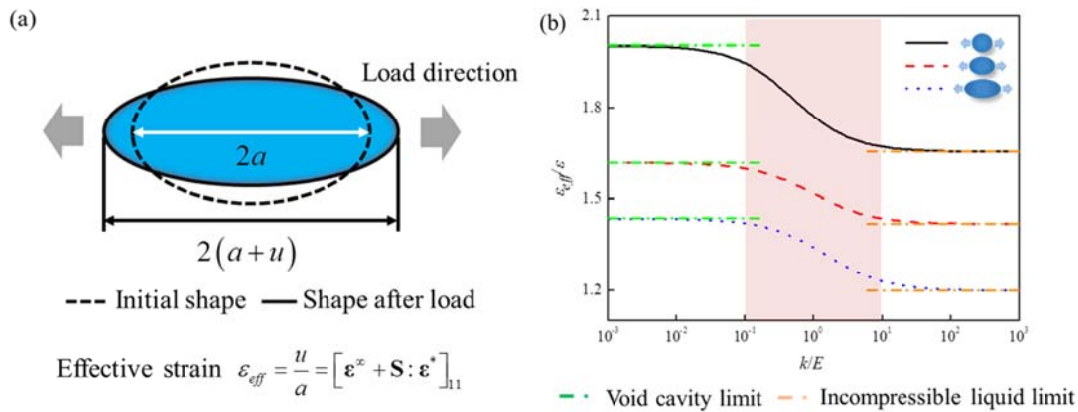 (a)
Load direction
2a
2(a+u)
Initial shape Shape after load
Effective strain ε_eff = u/a = [ε^∞ + S : ε^*]_11
(b)
2.1
1.8
1.5
1.2
ε_eff/ε
10^-3 10^-2 10^-1 10^0 10^1 10^2 10^3
k/E
Void cavity limit Incompressible liquid limit